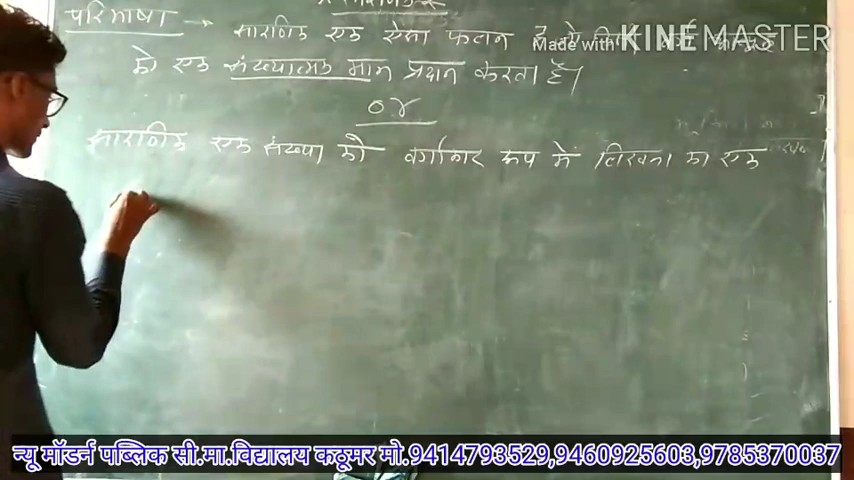 परिभाषा → सारणिक एक ऐसा फलन है जो किसी वर्ग
को एक संख्यात्मक मान प्रदान करता है।
or
सारणिक एक संख्या को वर्गाकार रूप में लिखना का एक
Made with KINEMASTER
न्यू मॉडर्न पब्लिक सी.मा.विद्यालय कठूमर मो.9414793529,9460925603,9785370037